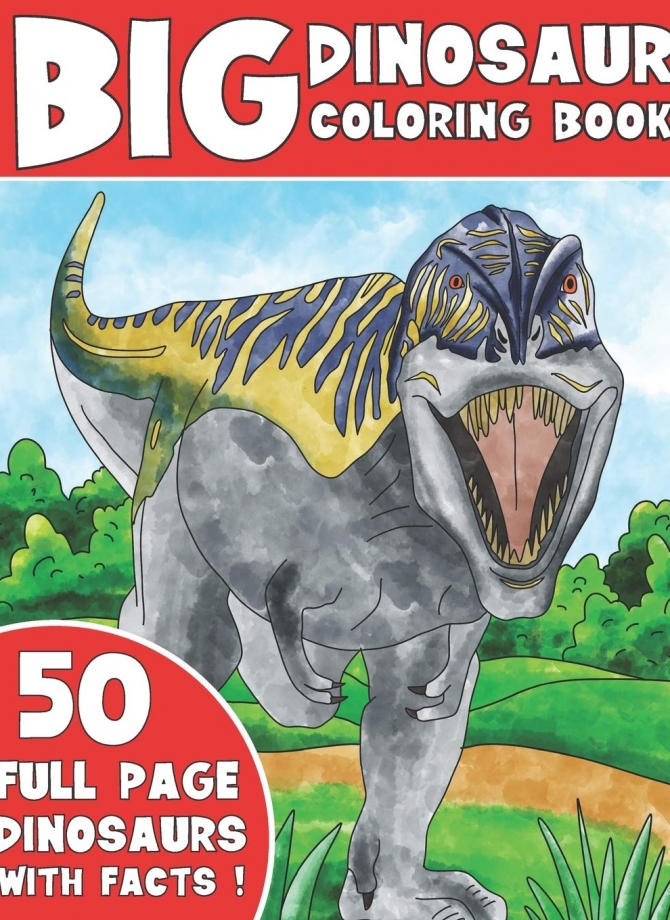 BIG DINOSAUR
COLORING BOOK
50
FULL PAGE
DINOSAURS
WITH FACTS !